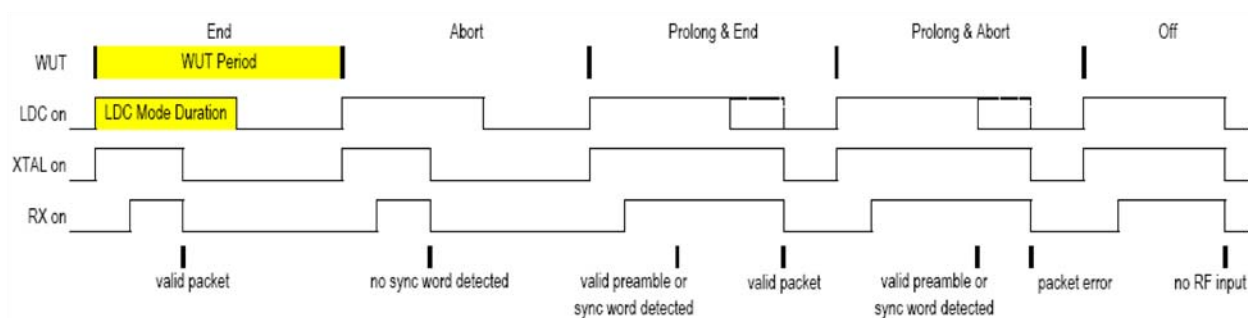 End Abort Prolong & End Prolong & Abort Off
WUT WUT Period
LDC on LDC Mode Duration
XTAL on
RX on
valid packet no sync word detected valid preamble or valid packet valid preamble or packet error no RF input
sync word detected sync word detected